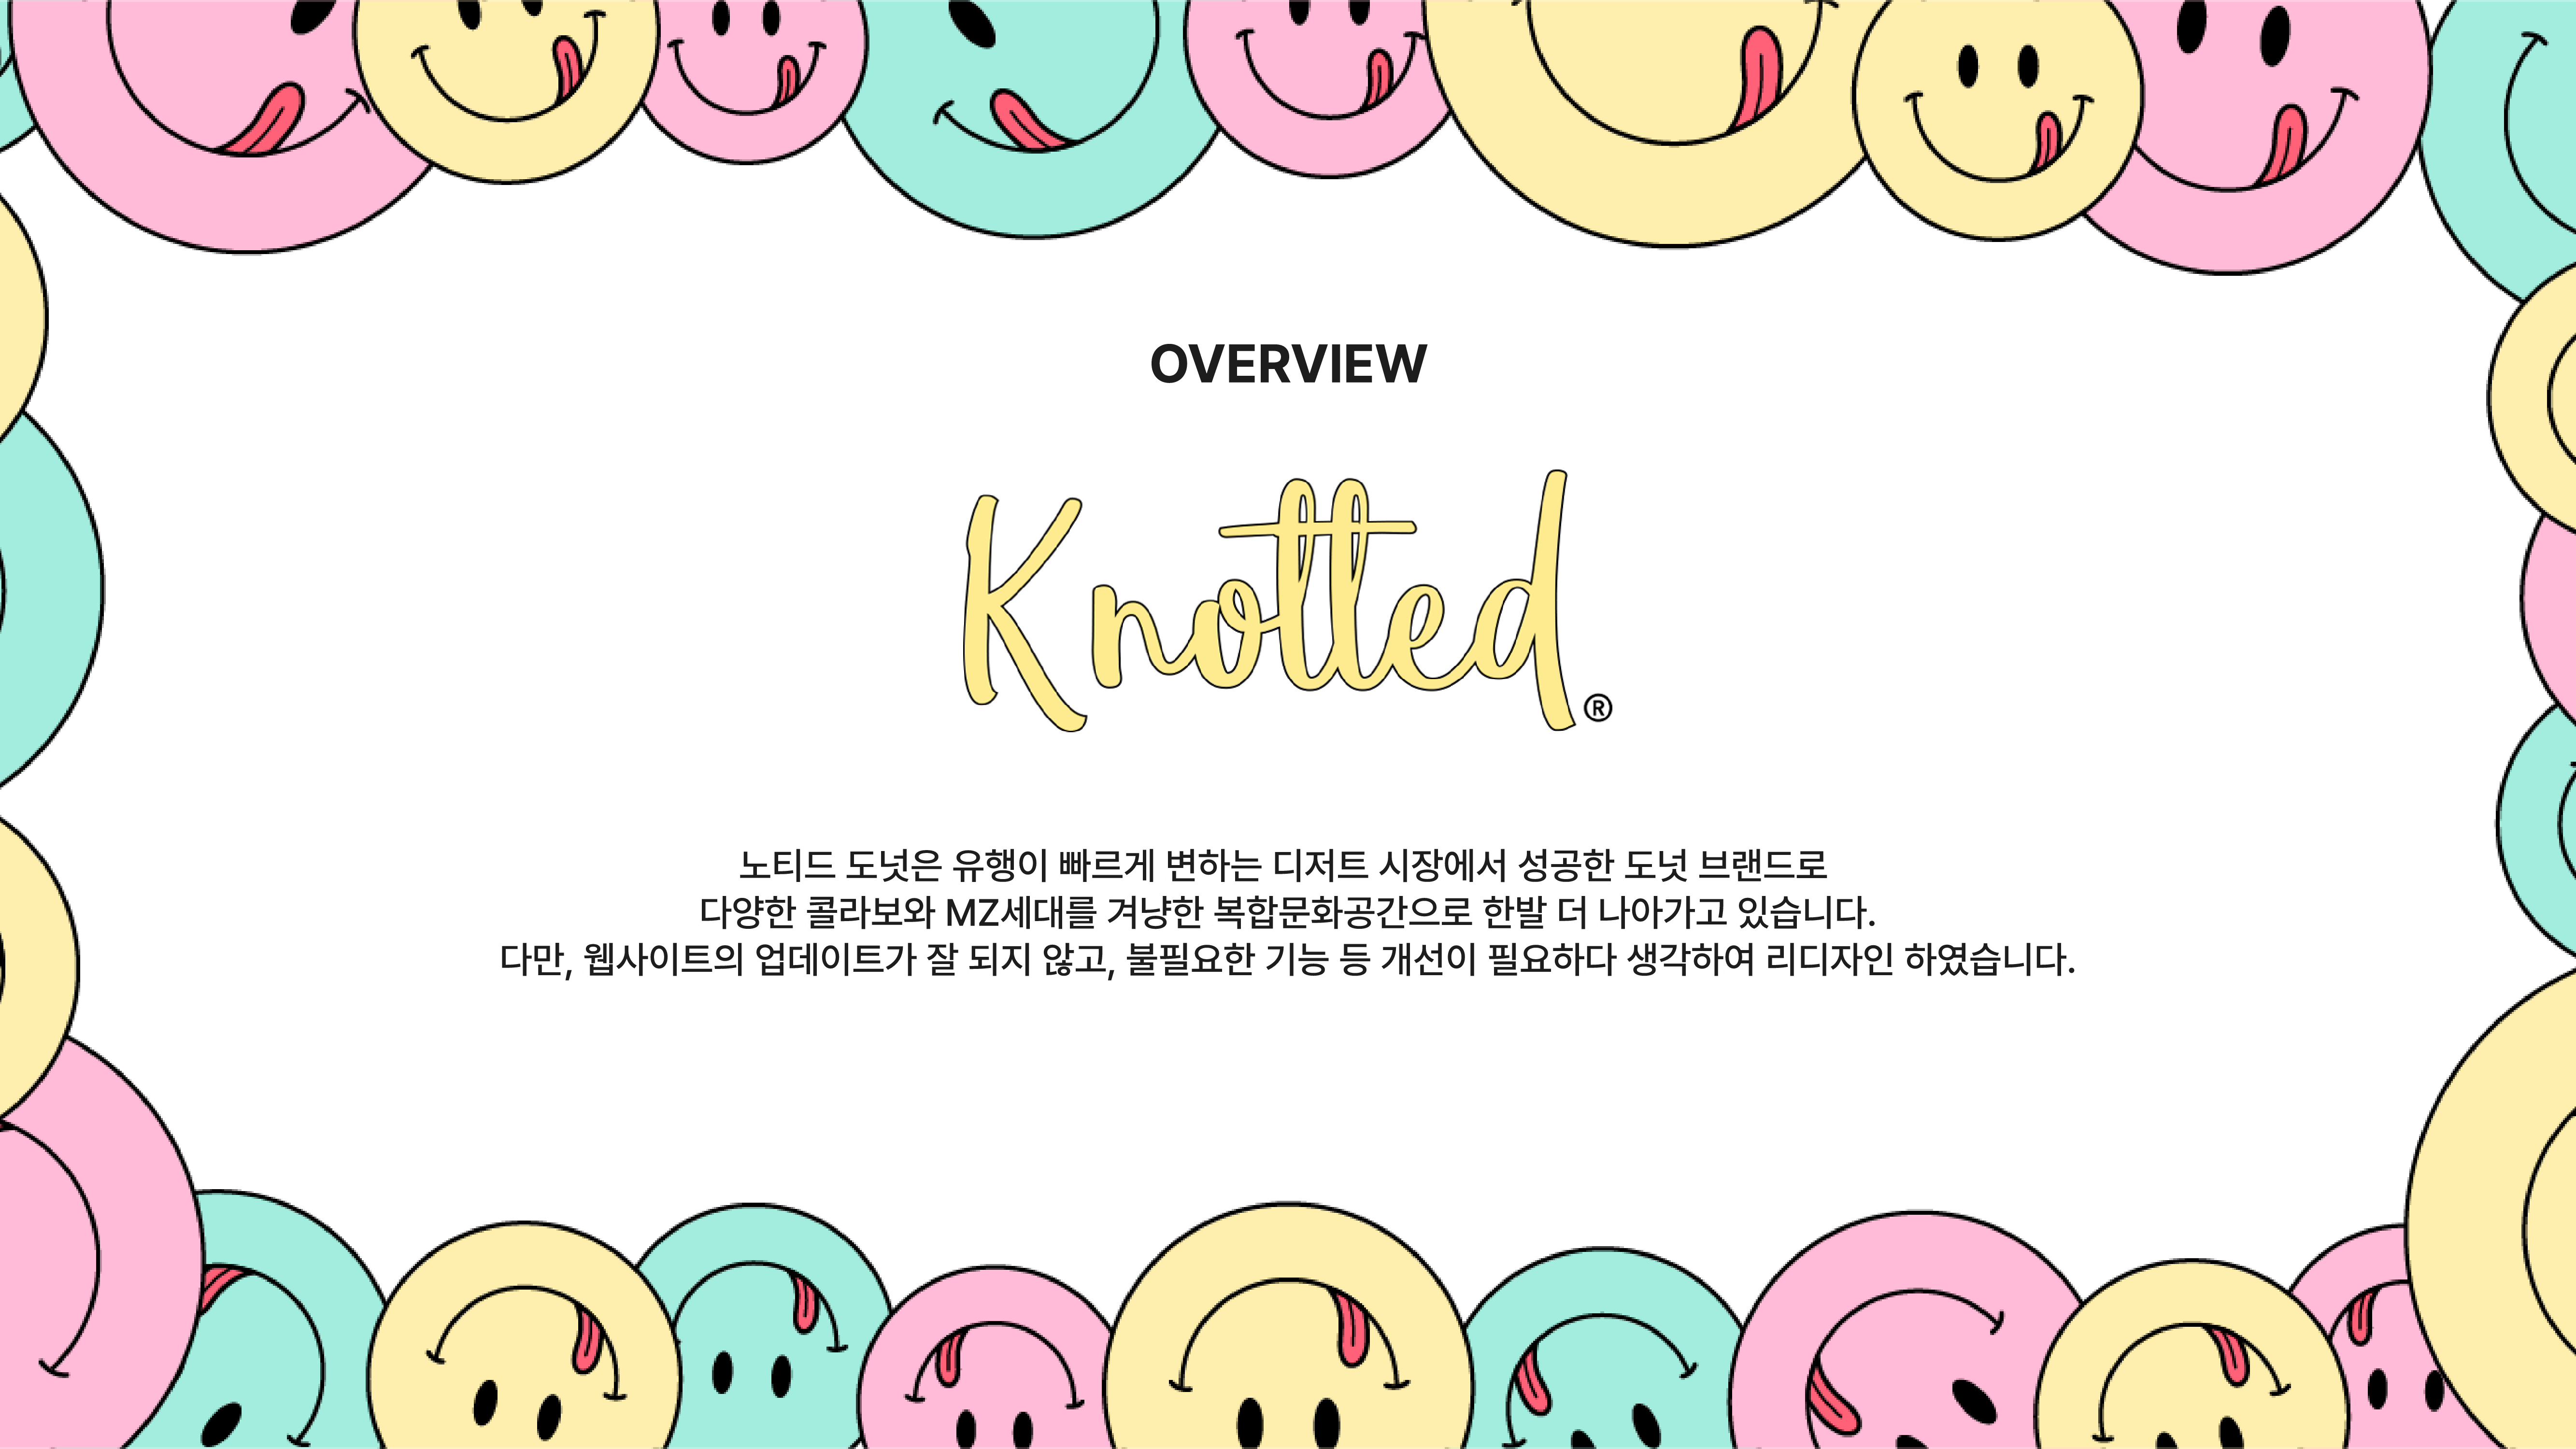 OVERVIEW
Knotted®
노티드 도넛은 유행이 빠르게 변하는 디저트 시장에서 성공한 도넛 브랜드로
다양한 콜라보와 MZ세대를 겨냥한 복합문화공간으로 한발 더 나아가고 있습니다.
다만, 웹사이트의 업데이트가 잘 되지 않고, 불필요한 기능 등 개선이 필요하다 생각하여 리디자인 하였습니다.